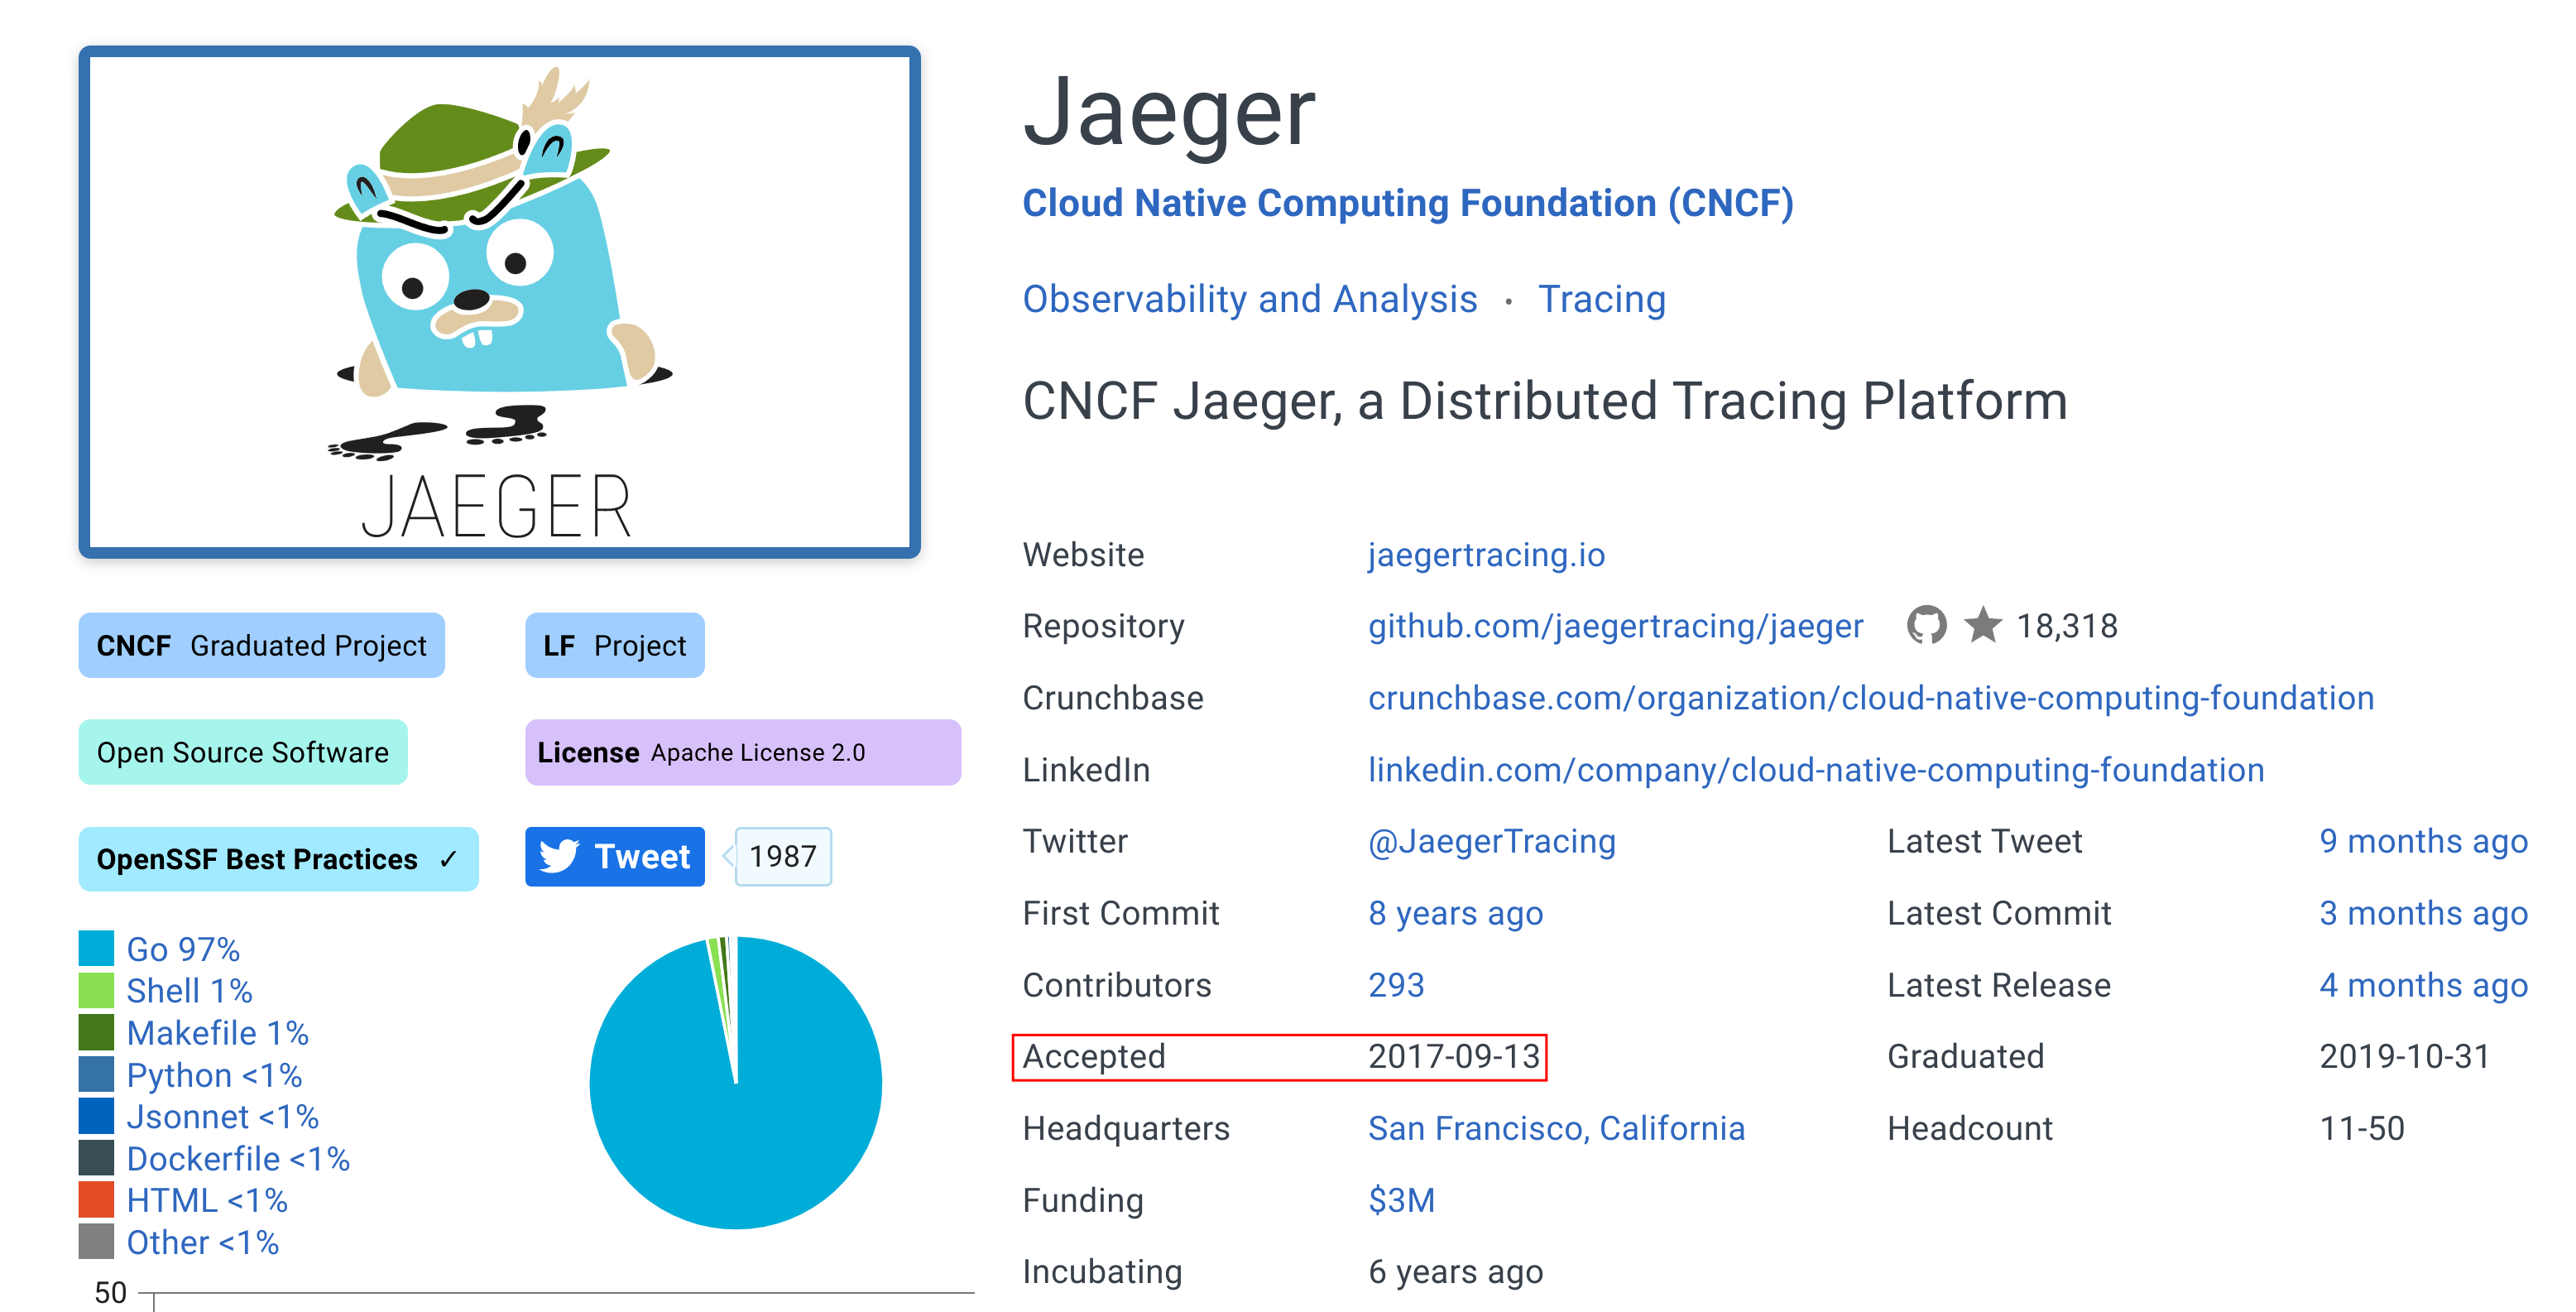 JAEGER
CNCF Graduated Project
LF Project
Open Source Software
License Apache License 2.0
OpenSSF Best Practices ✓
Tweet
1987
Go 97%
Shell 1%
Makefile 1%
Python <1%
Jsonnet <1%
Dockerfile <1%
HTML <1%
Other <1%
50
Jaeger
Cloud Native Computing Foundation (CNCF)
Observability and Analysis · Tracing
CNCF Jaeger, a Distributed Tracing Platform
Website jaegertracing.io
Repository github.com/jaegertracing/jaeger 18,318
Crunchbase crunchbase.com/organization/cloud-native-computing-foundation
LinkedIn linkedin.com/company/cloud-native-computing-foundation
Twitter @JaegerTracing Latest Tweet 9 months ago
First Commit 8 years ago Latest Commit 3 months ago
Contributors 293 Latest Release 4 months ago
Accepted 2017-09-13 Graduated 2019-10-31
Headquarters San Francisco, California Headcount 11-50
Funding $3M
Incubating 6 years ago